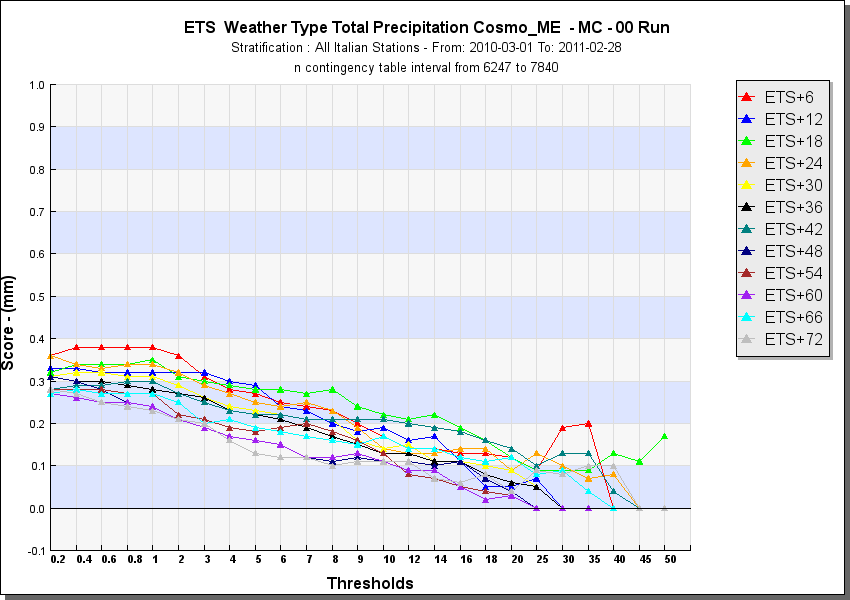 ETS  Weather Type Total Precipitation Cosmo_ME  - MC - 00 Run
Stratification : All Italian Stations - From: 2010-03-01 To: 2011-02-28
n contingency table interval from 6247 to 7840
1.0
0.9
0.8
0.7
0.6
0.5
0.4
0.3
0.2
0.1
0.0
-0.1
Score - (mm)
0.2 0.4 0.6 0.8 1 2 3 4 5 6 7 8 9 10 12 14 16 18 20 25 30 35 40 45 50
Thresholds
ETS+6
ETS+12
ETS+18
ETS+24
ETS+30
ETS+36
ETS+42
ETS+48
ETS+54
ETS+60
ETS+66
ETS+72